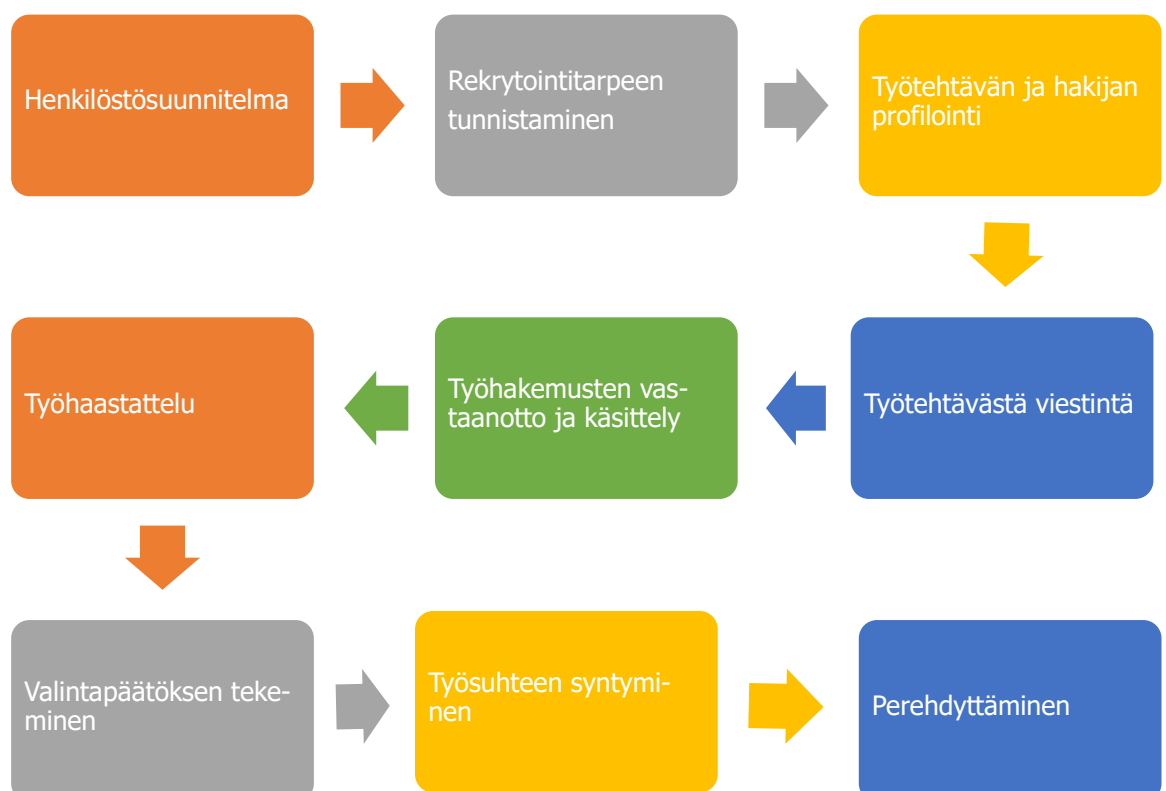 Henkilöstösuunnitelma
Rekrytointitarpeen
tunnistaminen
Työtehtävän ja hakijan
profilointi
Työtehtävästä viestintä
Työhakemusten vas-
taanotto ja käsittely
Työhaastattelu
Valintapäätöksen teke-
minen
Työsuhteen syntymi-
nen
Perehdyttäminen